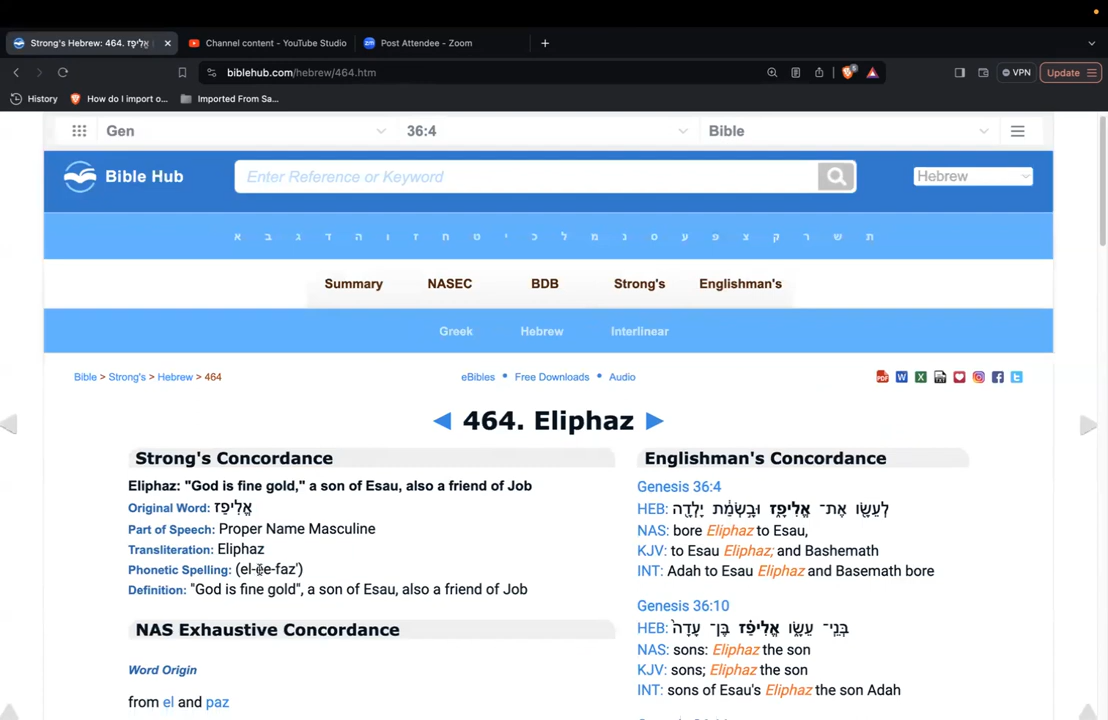 Strong's Hebrew: 464. אֱלִיפָז
Channel content - YouTube Studio
Post Attendee - Zoom
biblehub.com/hebrew/464.htm
VPN
Update
History
How do I import o...
Imported From Sa...
Gen
36:4
Bible
Bible Hub
Enter Reference or Keyword
Hebrew
א ב ג ד ה ו ז ח ט י כ ל מ נ ס ע פ צ ק ר ש ת
Summary NASEC BDB Strong's Englishman's
Greek Hebrew Interlinear
Bible > Strong's > Hebrew > 464
eBibles • Free Downloads • Audio
◀ 464. Eliphaz ▶
Strong's Concordance
Eliphaz: "God is fine gold," a son of Esau, also a friend of Job
Original Word: אֱלִיפַז
Part of Speech: Proper Name Masculine
Transliteration: Eliphaz
Phonetic Spelling: (el-ee-faz')
Definition: "God is fine gold", a son of Esau, also a friend of Job
NAS Exhaustive Concordance
Word Origin
from el and paz
Englishman's Concordance
Genesis 36:4
HEB: לְעֵשָׂ֖ו אֶת־ אֱלִיפָ֑ז וּבָ֣שְׂמַ֔ת יָלְדָ֖ה
NAS: bore Eliphaz to Esau,
KJV: to Esau Eliphaz; and Bashemath
INT: Adah to Esau Eliphaz and Basemath bore
Genesis 36:10
HEB: בְּנֵֽי־ עֵשָׂ֑ו אֱלִיפַ֗ז בֶּן־ עָדָה֙
NAS: sons: Eliphaz the son
KJV: sons; Eliphaz the son
INT: sons of Esau's Eliphaz the son Adah